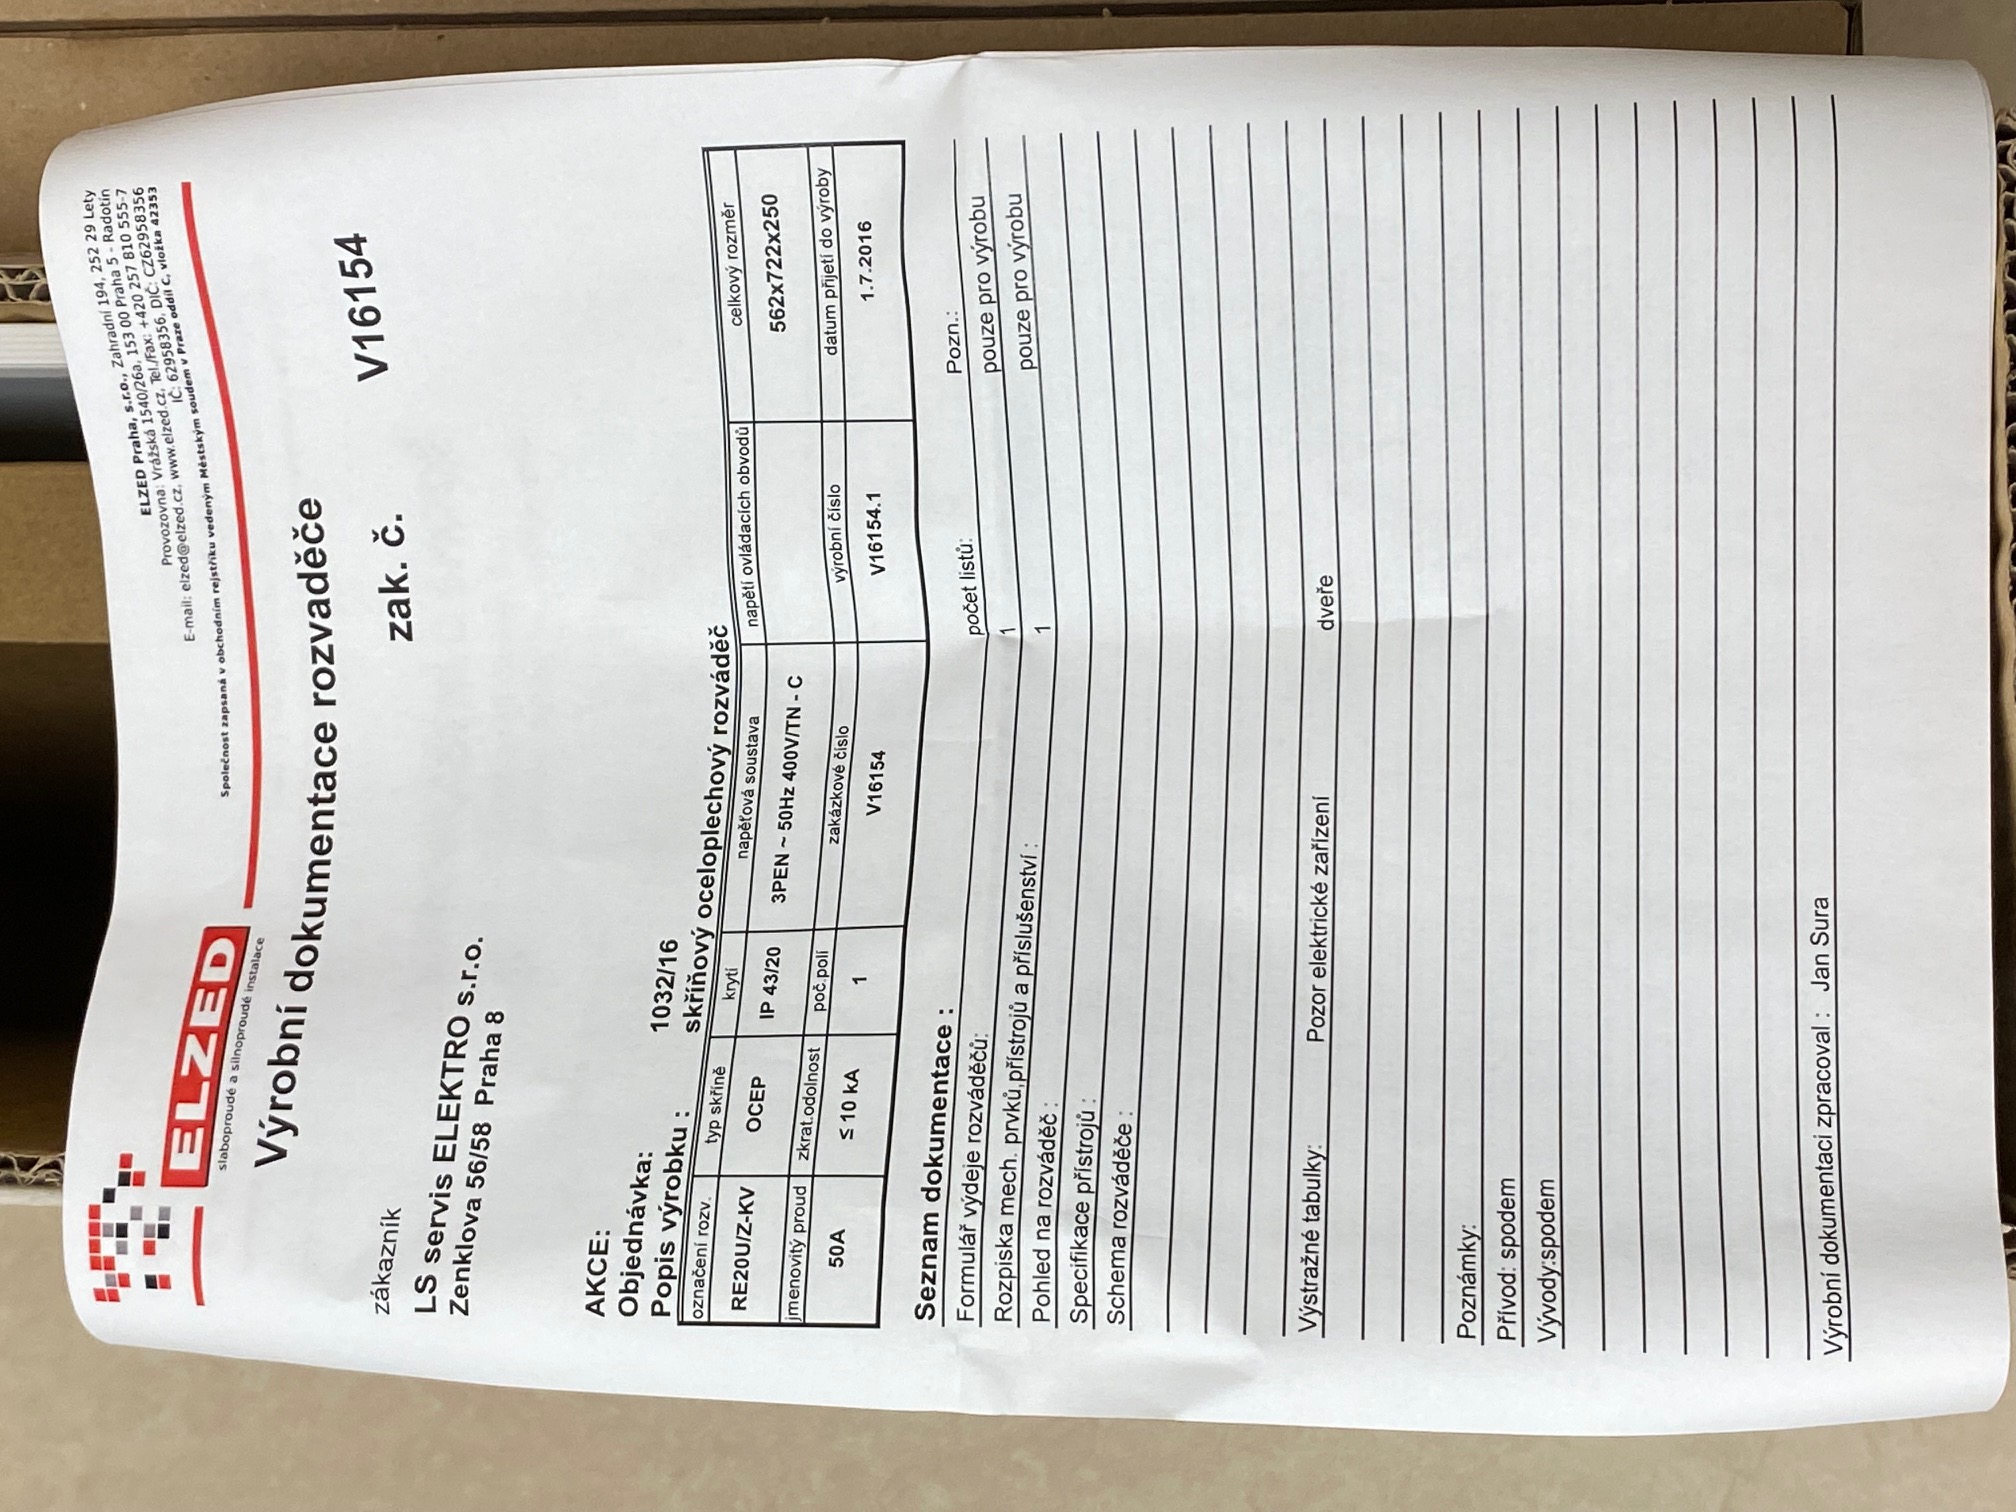 ELZED
slaboproudé a silnoproudé instalace
ELZED Praha, s.r.o., Zahradní 194, 252 29 Lety
Provozovna: Vrážská 1540/26a, 153 00 Praha 5 - Radotín
E-mail: elzed@elzed.cz, www.elzed.cz, Tel./Fax: +420 257 810 555-7
IČ: 62958356, DIČ: CZ62958356
Společnost zapsaná v obchodním rejstříku vedeným Městským soudem v Praze oddíl C, vložka 42353
Výrobní dokumentace rozvaděče
zákazník zak. č. V16154
LS servis ELEKTRO s.r.o.
Zenklova 56/58 Praha 8
AKCE:
Objednávka: 1032/16
Popis výrobku : skříňový oceloplechový rozváděč
označení rozv. typ skříně krytí napěťová soustava napětí ovládacích obvodů celkový rozměr
RE20U/Z-KV OCEP IP 43/20 3PEN ~ 50Hz 400V/TN - C 562x722x250
jmenovitý proud zkrat.odolnost poč.polí zakázkové číslo výrobní číslo datum přijetí do výroby
50A ≤ 10 kA 1 V16154 V16154.1 1.7.2016
Seznam dokumentace : počet listů: Pozn.:
Formulář výdeje rozváděčů: 1 pouze pro výrobu
Rozpiska mech. prvků,přístrojů a příslušenství : 1 pouze pro výrobu
Pohled na rozváděč :
Specifikace přístrojů :
Schema rozváděče :
Výstražné tabulky: Pozor elektrické zařízení dveře
Poznámky:
Přívod: spodem
Vývody:spodem
Výrobní dokumentaci zpracoval : Jan Sura